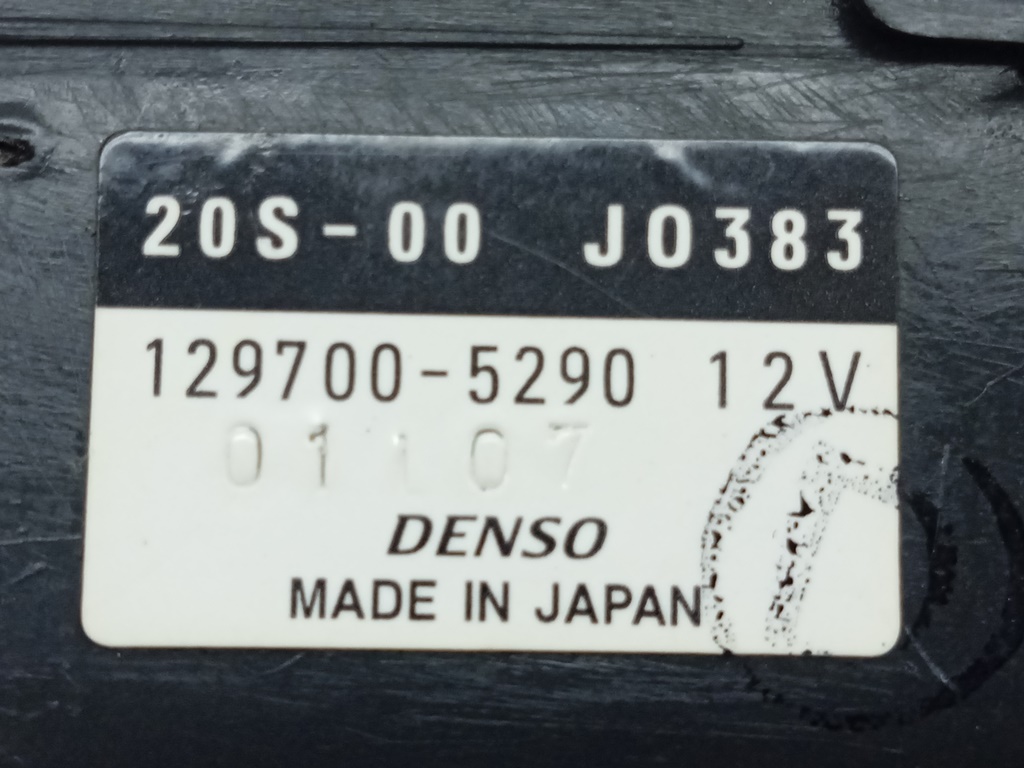 20S-00 J0383
129700-5290 12V
01107
DENSO
MADE IN JAPAN